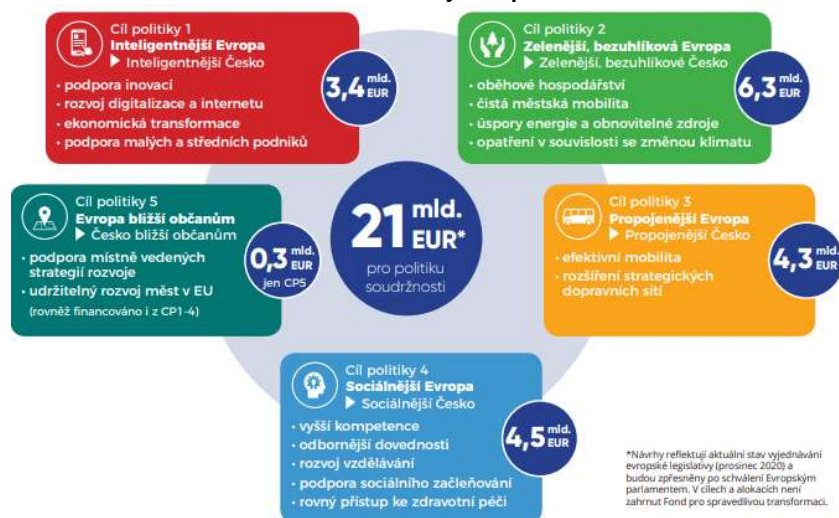 Cíl politiky 1
Inteligentnější Evropa
Inteligentnější Česko
• podpora inovací
• rozvoj digitalizace a internetu
• ekonomická transformace
• podpora malých a středních podniků
3,4 mld. EUR
Cíl politiky 2
Zelenější, bezuhlíková Evropa
Zelenější, bezuhlíkové Česko
• oběhové hospodářství
• čistá městská mobilita
• úspory energie a obnovitelné zdroje
• opatření v souvislosti se změnou klimatu
6,3 mld. EUR
Cíl politiky 5
Evropa bližší občanům
Česko bližší občanům
• podpora místně vedených
strategií rozvoje
• udržitelný rozvoj měst v EU
(rovněž financováno i z CP1-4)
0,3 mld. EUR
jen CP5
21 mld. EUR*
pro politiku
soudržnosti
Cíl politiky 3
Propojenější Evropa
Propojenější Česko
• efektivní mobilita
• rozšíření strategických
dopravních sítí
4,3 mld. EUR
Cíl politiky 4
Sociálnější Evropa
Sociálnější Česko
• vyšší kompetence
• odbornější dovednosti
• rozvoj vzdělávání
• podpora sociálního začleňování
• rovný přístup ke zdravotní péči
4,5 mld. EUR
*Návrhy reflektují aktuální stav vyjednávání
evropské legislativy (prosinec 2020) a
budou zpřesněny po schválení Evropským
parlamentem. V cílech a alokacích není
zahrnut Fond pro spravedlivou transformaci.